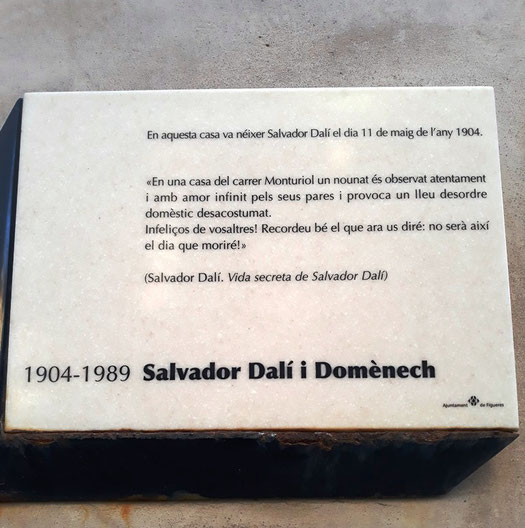 En aquesta casa va néixer Salvador Dalí el dia 11 de maig de l'any 1904.
«En una casa del carrer Monturiol un nounat és observat atentament
i amb amor infinit pels seus pares i provoca un lleu desordre
domèstic desacostumat.
Infeliços de vosaltres! Recordeu bé el que ara us diré: no serà així
el dia que moriré!»
(Salvador Dalí. Vida secreta de Salvador Dalí)
1904-1989 Salvador Dalí i Domènech
Ajuntament de Figueres